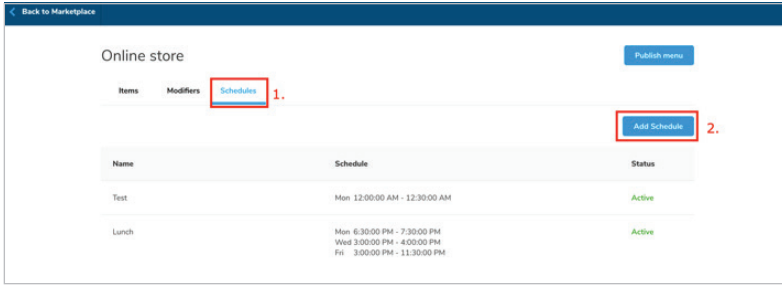 Back to Marketplace
Online store
Publish menu
Items Modifiers Schedules 1.
Add Schedule 2.
Name Schedule Status
Test Mon 12:00:00 AM - 12:30:00 AM Active
Lunch Mon 6:30:00 PM - 7:30:00 PM Active
Wed 3:00:00 PM - 4:00:00 PM
Fri 3:00:00 PM - 11:30:00 PM